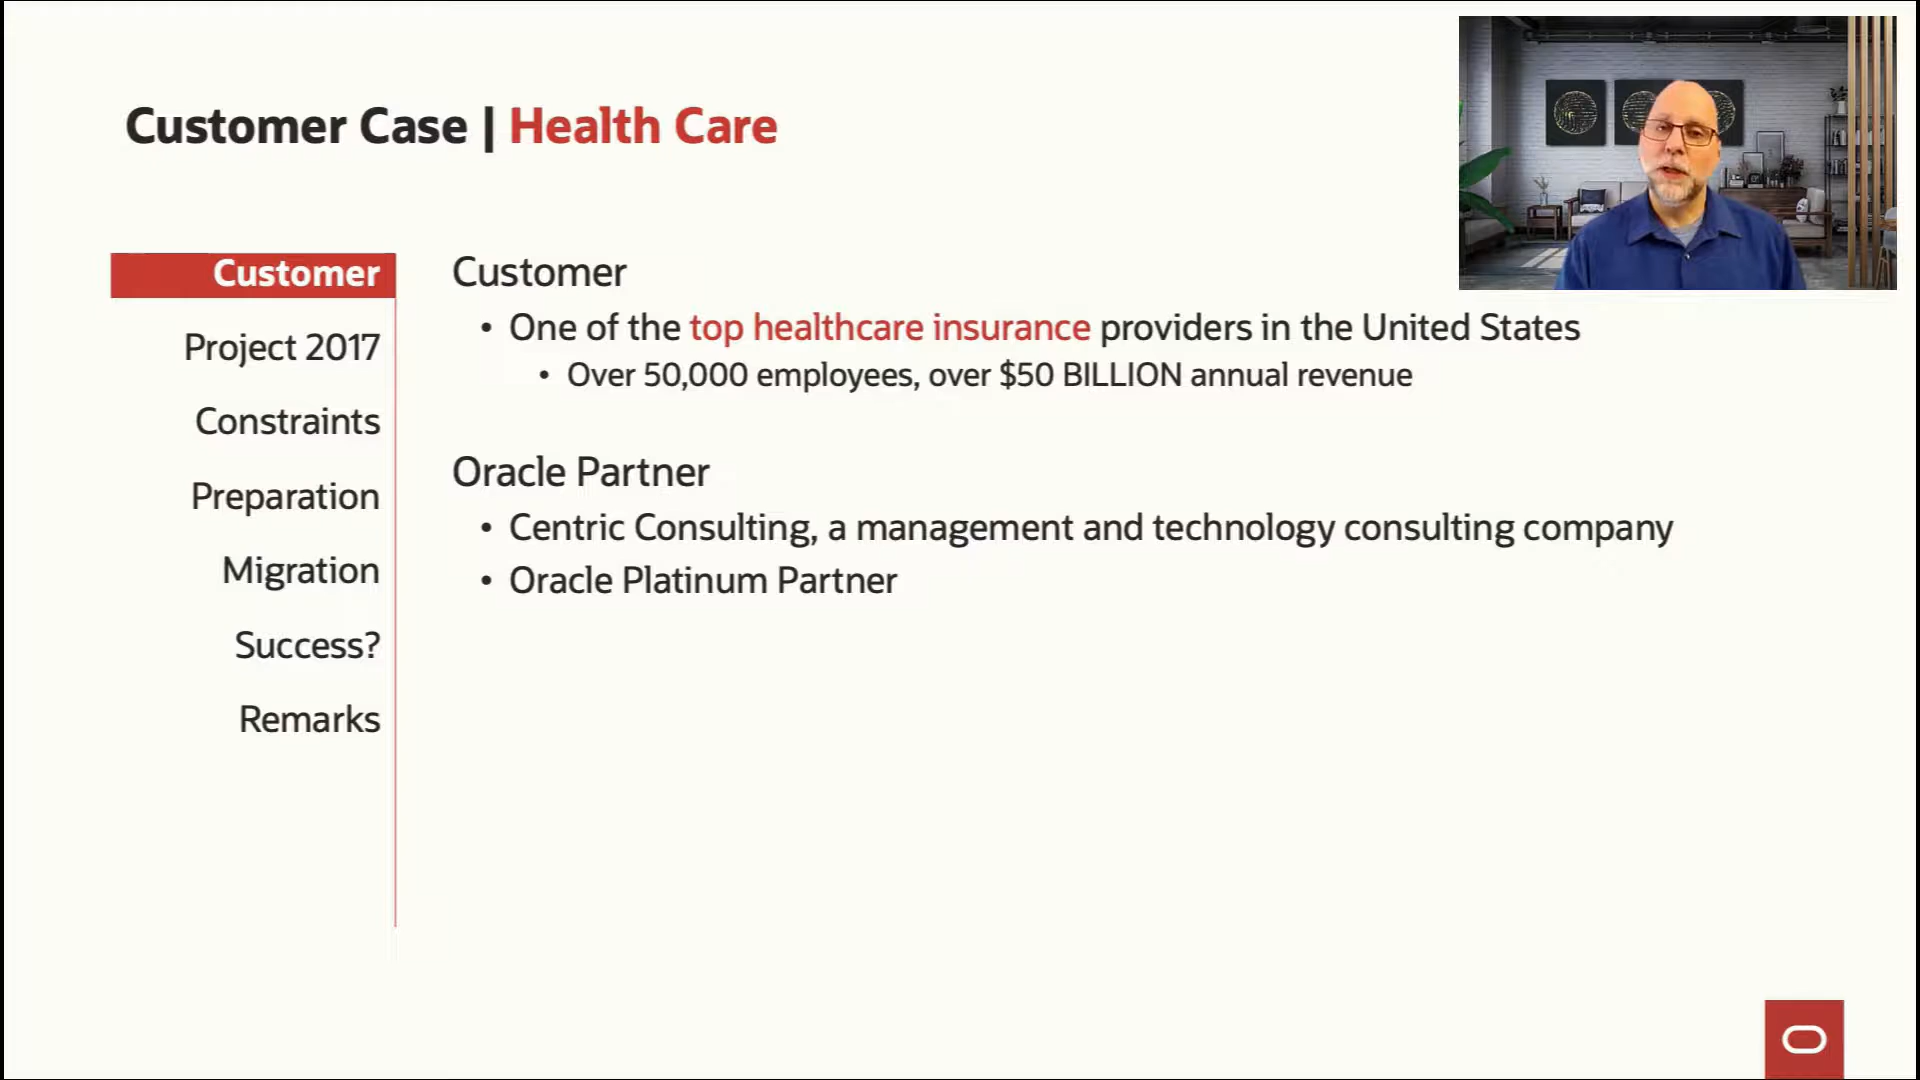 Customer Case | Health Care
Customer
Project 2017
Constraints
Preparation
Migration
Success?
Remarks
Customer
• One of the top healthcare insurance providers in the United States
• Over 50,000 employees, over $50 BILLION annual revenue
Oracle Partner
• Centric Consulting, a management and technology consulting company
• Oracle Platinum Partner